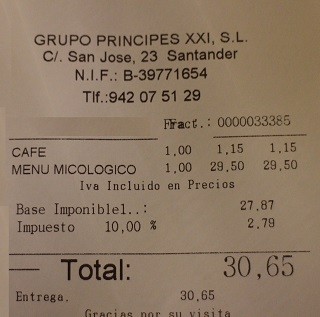 GRUPO PRINCIPES XXI, S.L.
C/. San Jose, 23 Santander
N.I.F.: B-39771654
Tlf.:942 07 51 29
Fract.: 0000033385
CAFE 1,00 1,15 1,15
MENU MICOLOGICO 1,00 29,50 29,50
Iva Incluido en Precios
Base Imponible1..: 27,87
Impuesto 10,00 % 2,79
Total: 30,65
Entrega. 30,65
Gracias por su visita